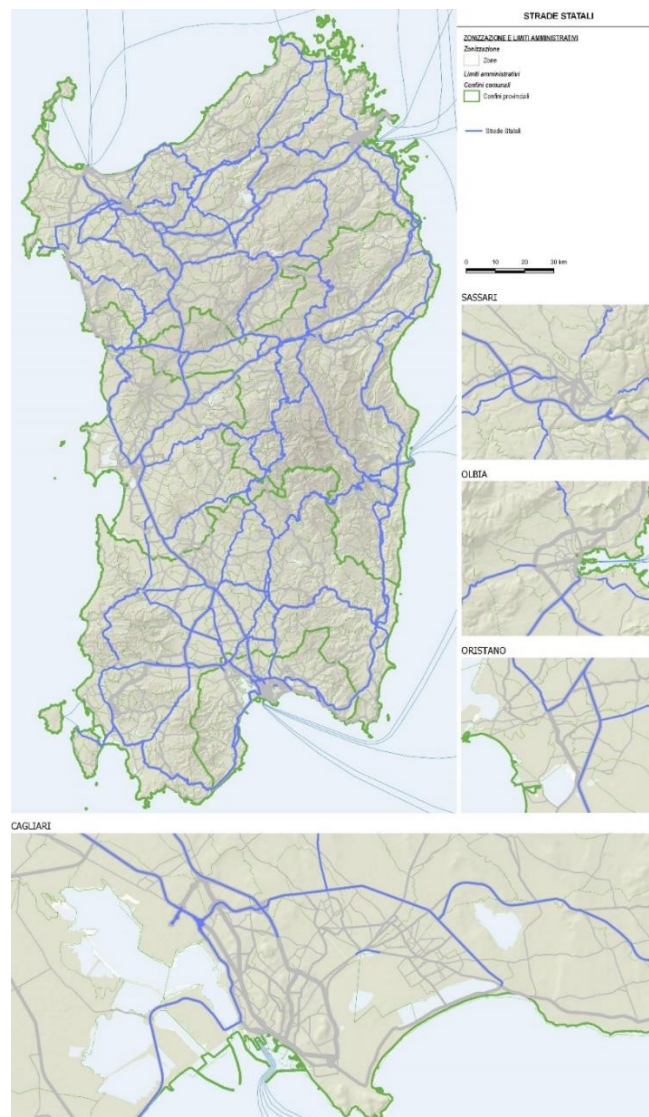 STRADE STATALI
ZONIZZAZIONE E LIMITI AMMINISTRATIVI
Zonizzazione
Zone
Limiti amministrativi
Confini comunali
Confini provinciali
Strade Statali
0 10 20 30 km
SASSARI
OLBIA
ORISTANO
CAGLIARI